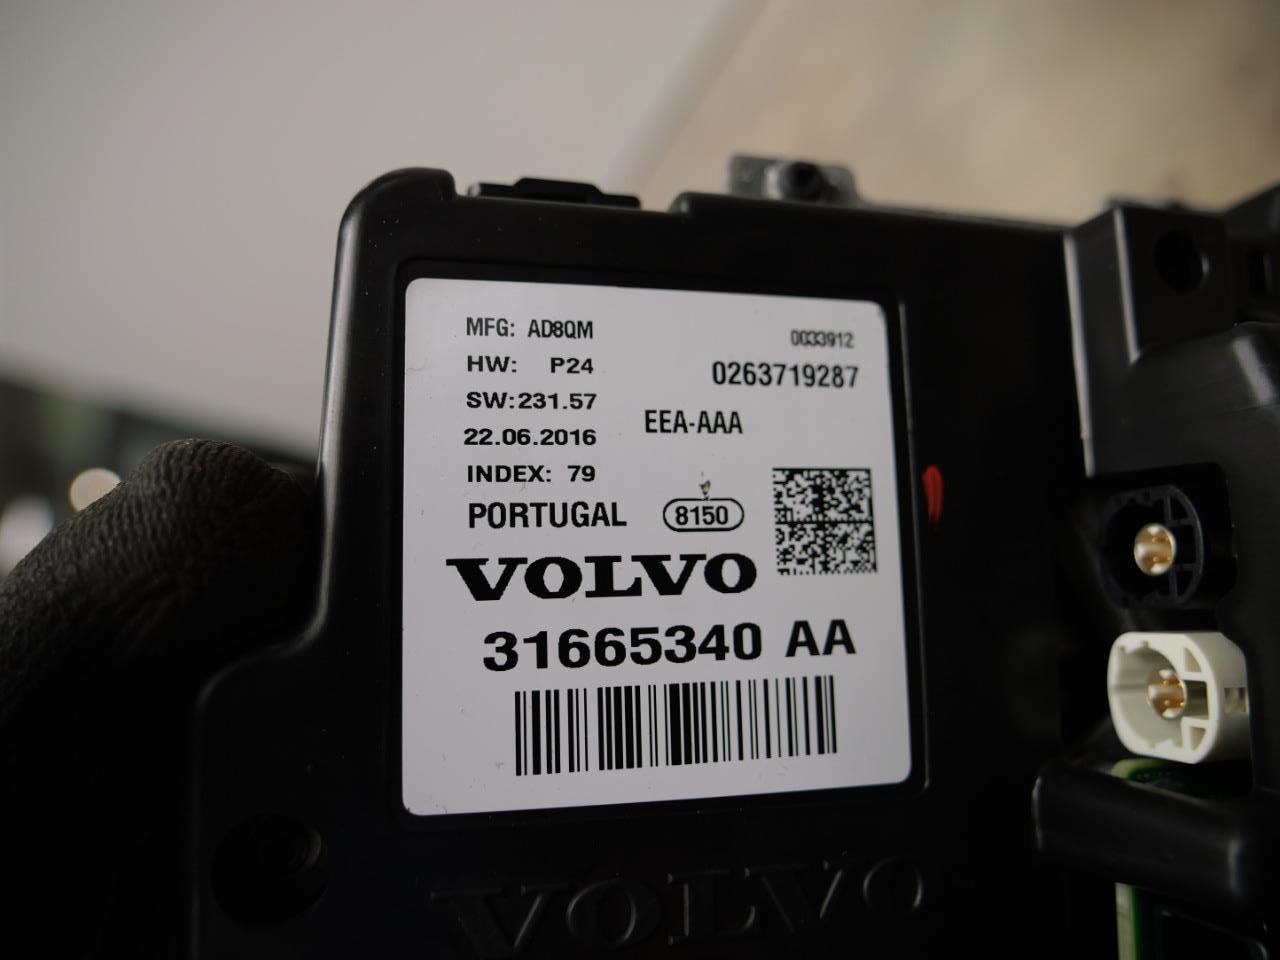 MFG: AD8QM
0033912
HW: P24
0263719287
SW:231.57
EEA-AAA
22.06.2016
INDEX: 79
PORTUGAL
8150
VOLVO
31665340 AA
VOLVO